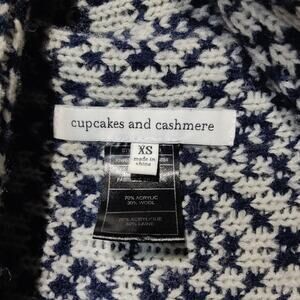 cupcakes and cashmere
XS
made in
china
70% ACRYLIC
30% WOOL
70% ACRYLIQUE
30% LAINE